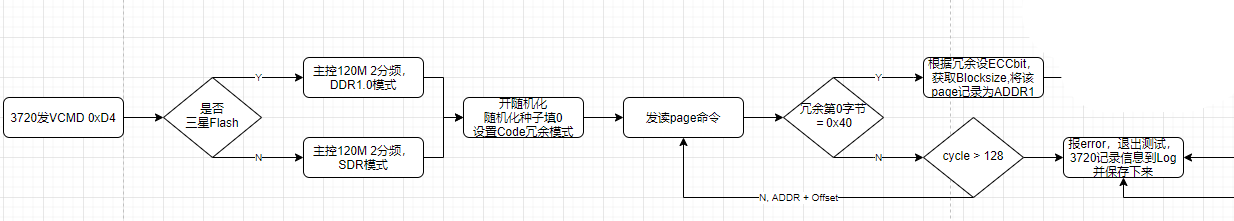 3720发VCMD 0xD4
是否
三星Flash
Y
N
主控120M 2分频,
DDR1.0模式
主控120M 2分频,
SDR模式
开随机化
随机化种子填0
设置Code冗余模式
发读page命令
冗余第0字节
= 0x40
Y
N
根据冗余设ECCbit,
获取Blocksize,将该
page记录为ADDR1
cycle > 128
N, ADDR + Offset
报error，退出测试，
3720记录信息到Log
并保存下来